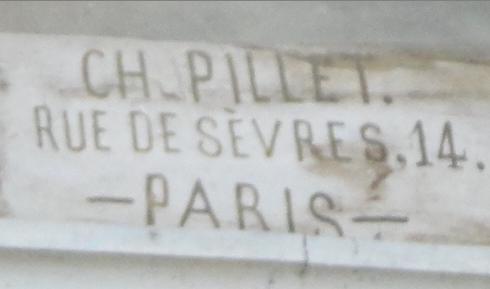 CH. PILLET.
RUE DE SÈVRES, 14.
—PARIS—